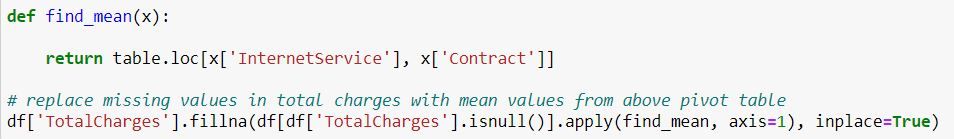 def find_mean(x):
return table.loc[x['InternetService'], x['Contract']]
# replace missing values in total charges with mean values from above pivot table
df['TotalCharges'].fillna(df[df['TotalCharges'].isnull()].apply(find_mean, axis=1), inplace=True)